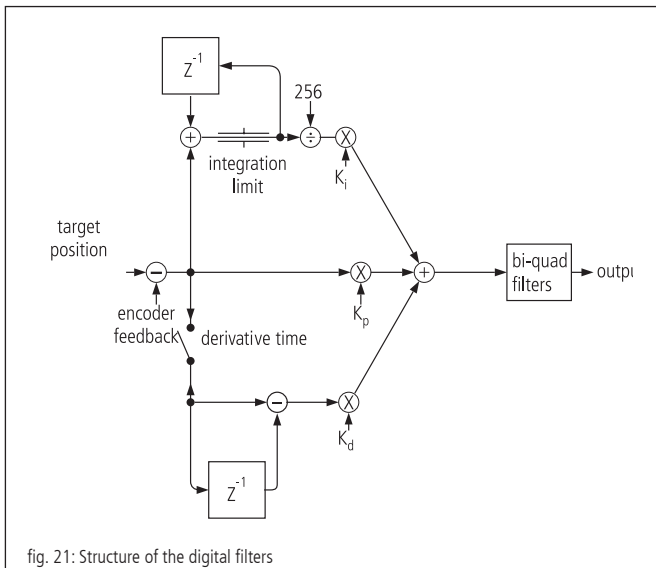 Z-1
256
+
÷
X
integration
limit
Ki
target
position
−
X
+
bi-quad
filters
outpu
encoder
feedback
derivative time
Kp
−
X
Kd
Z-1
fig. 21: Structure of the digital filters